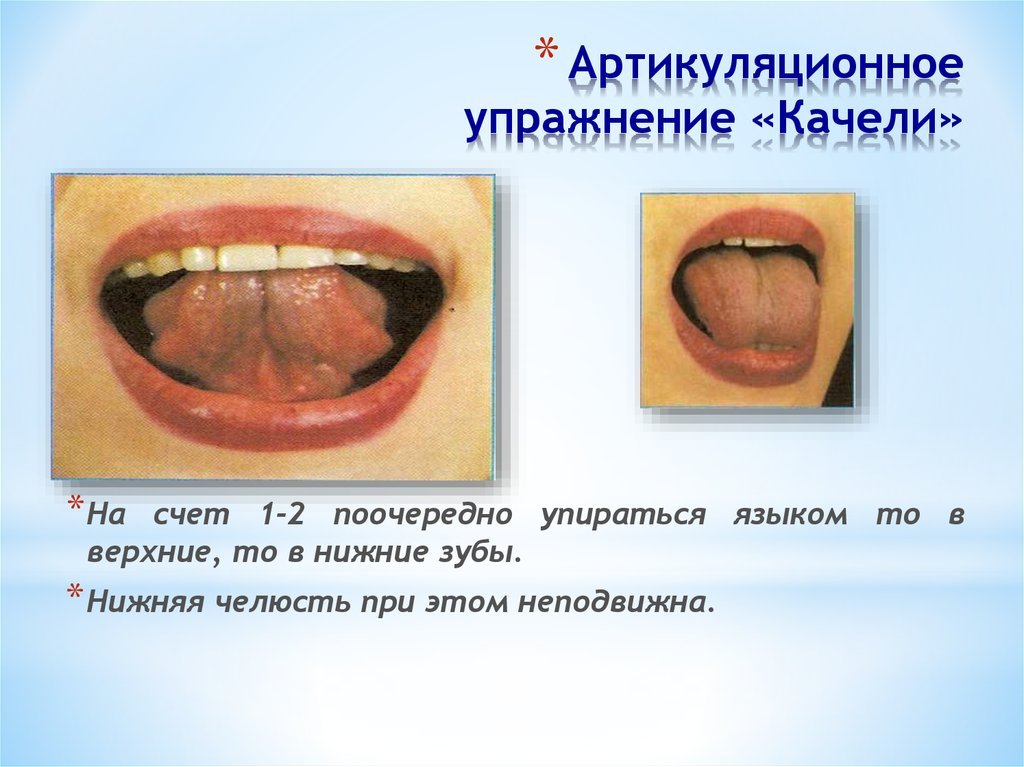 * Артикуляционное
упражнение «Качели»
* На счет 1-2 поочередно упираться языком то в
верхние, то в нижние зубы.
* Нижняя челюсть при этом неподвижна.